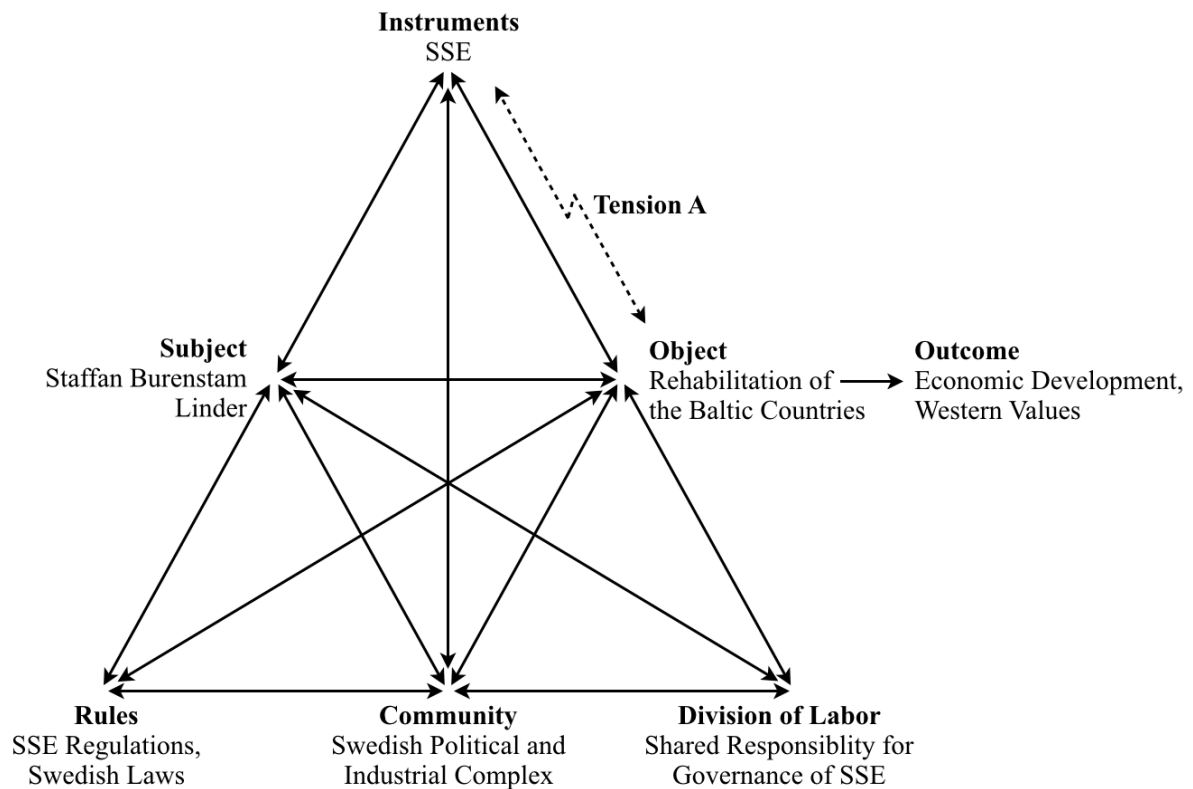 Instruments
SSE
Tension A
Subject
Staffan Burenstam
Linder
Object
Rehabilitation of
the Baltic Countries
Outcome
Economic Development,
Western Values
Rules
SSE Regulations,
Swedish Laws
Community
Swedish Political and
Industrial Complex
Division of Labor
Shared Responsiblity for
Governance of SSE